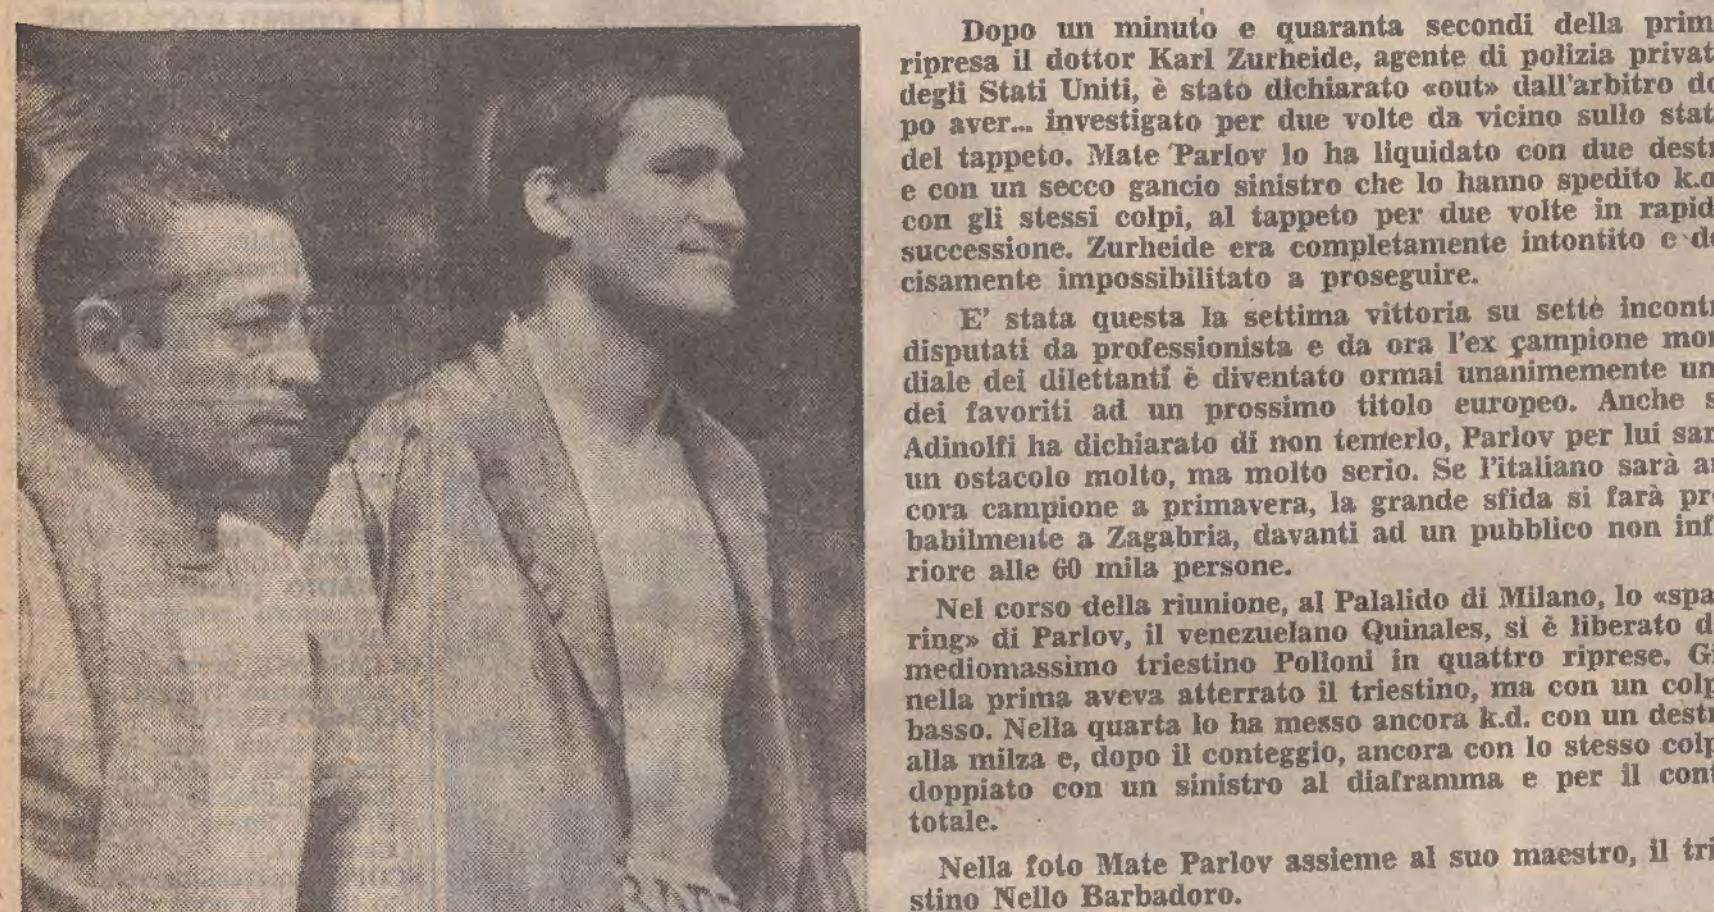 Dopo un minuto e quaranta secondi della prim
ripresa il dottor Karl Zurheide, agente di polizia privat
degli Stati Uniti, è stato dichiarato «out» dall'arbitro do
po aver... investigato per due volte da vicino sullo stat
del tappeto. Mate Parlov lo ha liquidato con due destr
e con un secco gancio sinistro che lo hanno spedito k.o
con gli stessi colpi, al tappeto per due volte in rapid
successione. Zurheide era completamente intontito e de
cisamente impossibilitato a proseguire.
E' stata questa la settima vittoria su sette incontr
disputati da professionista e da ora l'ex campione mon
diale dei dilettanti è diventato ormai unanimemente un
dei favoriti ad un prossimo titolo europeo. Anche s
Adinolfi ha dichiarato di non temerlo, Parlov per lui sar
un ostacolo molto, ma molto serio. Se l'italiano sarà an
cora campione a primavera, la grande sfida si farà pro
babilmente a Zagabria, davanti ad un pubblico non infe
riore alle 60 mila persone.
Nel corso della riunione, al Palalido di Milano, lo «spa
ring» di Parlov, il venezuelano Quinales, si è liberato d
mediomassimo triestino Polloni in quattro riprese. Gi
nella prima aveva atterrato il triestino, ma con un colp
basso. Nella quarta lo ha messo ancora k.d. con un destr
alla milza e, dopo il conteggio, ancora con lo stesso colp
doppiato con un sinistro al diaframma e per il cont
totale.
Nella foto Mate Parlov assieme al suo maestro, il trie
stino Nello Barbadoro.